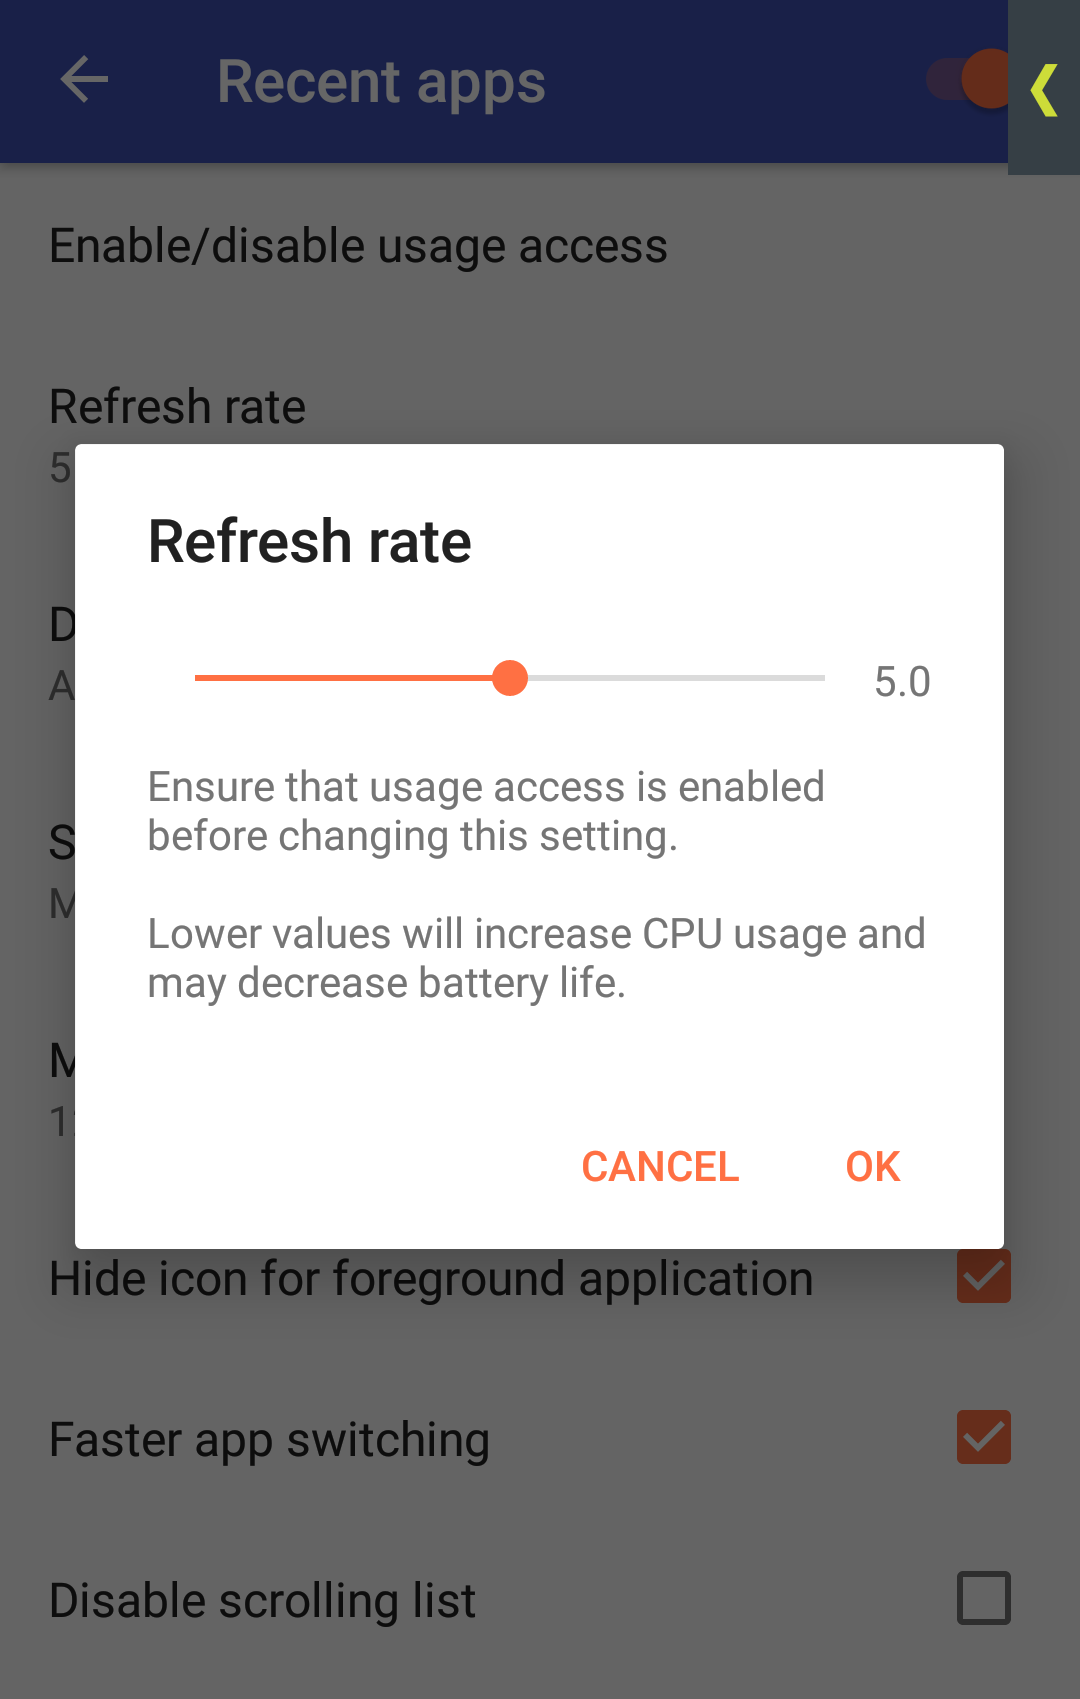 Recent apps
Enable/disable usage access
Refresh rate
5
Refresh rate
5.0
Ensure that usage access is enabled
before changing this setting.
Lower values will increase CPU usage and
may decrease battery life.
CANCEL
OK
Hide icon for foreground application
Faster app switching
Disable scrolling list